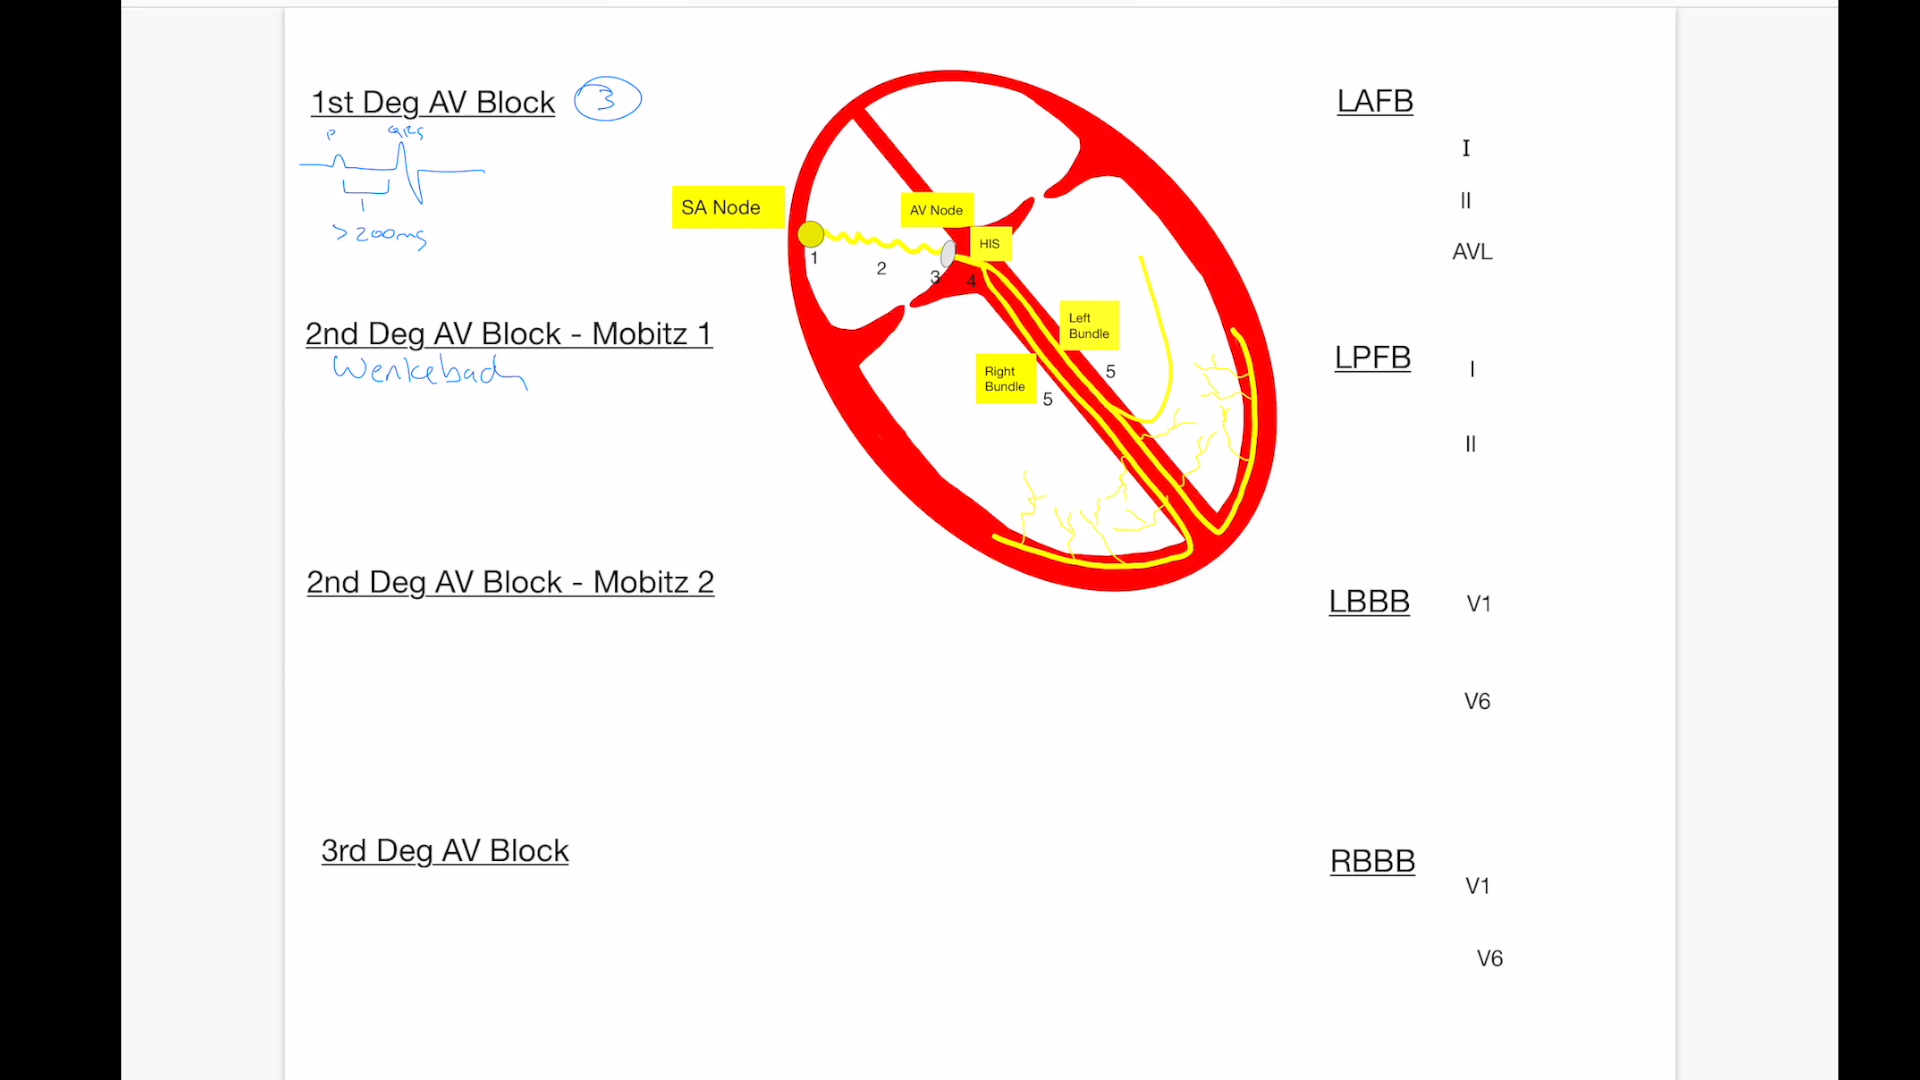 1st Deg AV Block 3
P QRS
>200ms
2nd Deg AV Block - Mobitz 1
Wenkebach
2nd Deg AV Block - Mobitz 2
3rd Deg AV Block
SA Node
AV Node
HIS
1
2
3
4
Left
Bundle
5
Right
Bundle
5
LAFB
I
II
AVL
LPFB
I
II
LBBB
V1
V6
RBBB
V1
V6